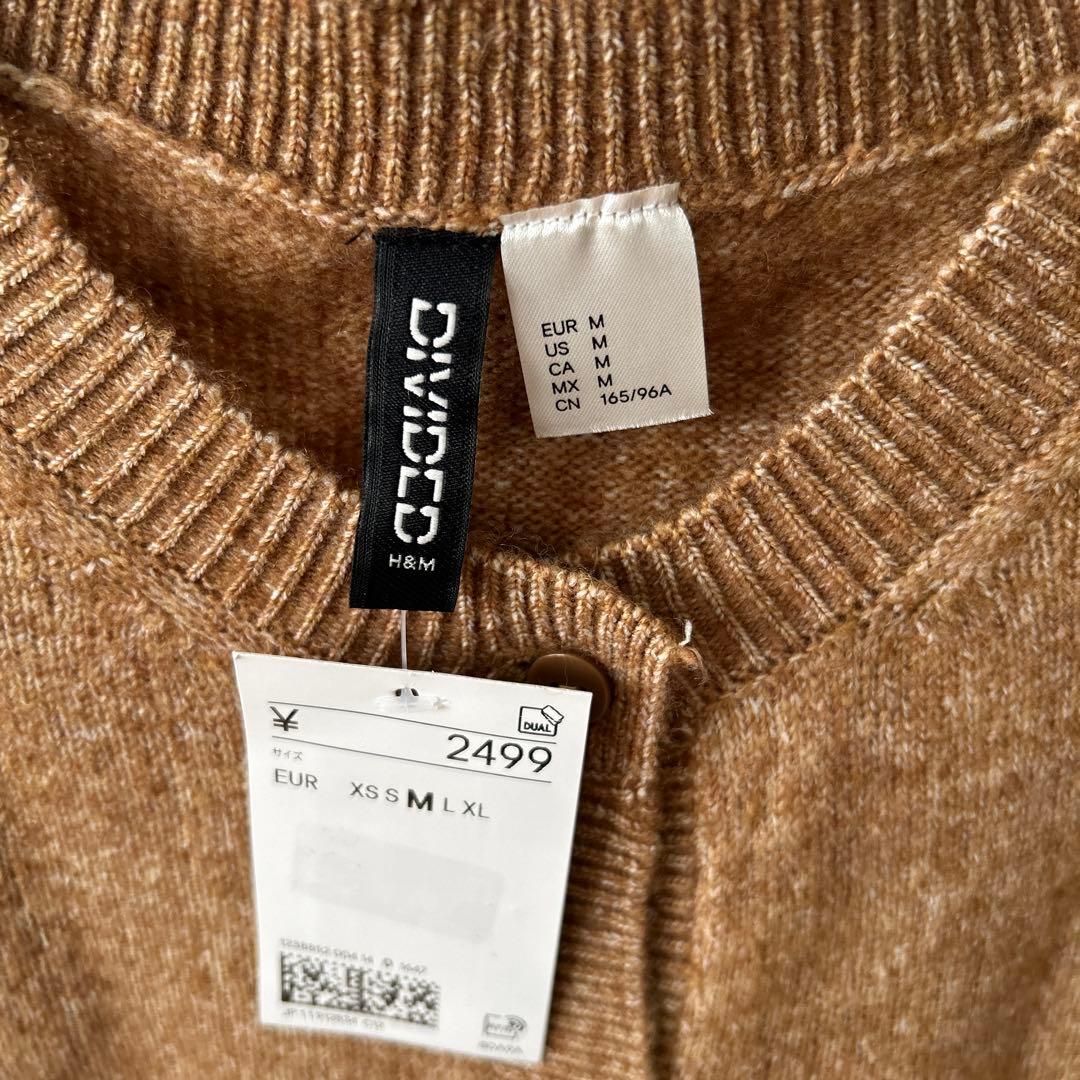 DIVIDED
H&M
EUR M
US M
CA M
MX M
CN 165/96A
¥
DUAL
2499
サイズ
EUR XS S M L XL